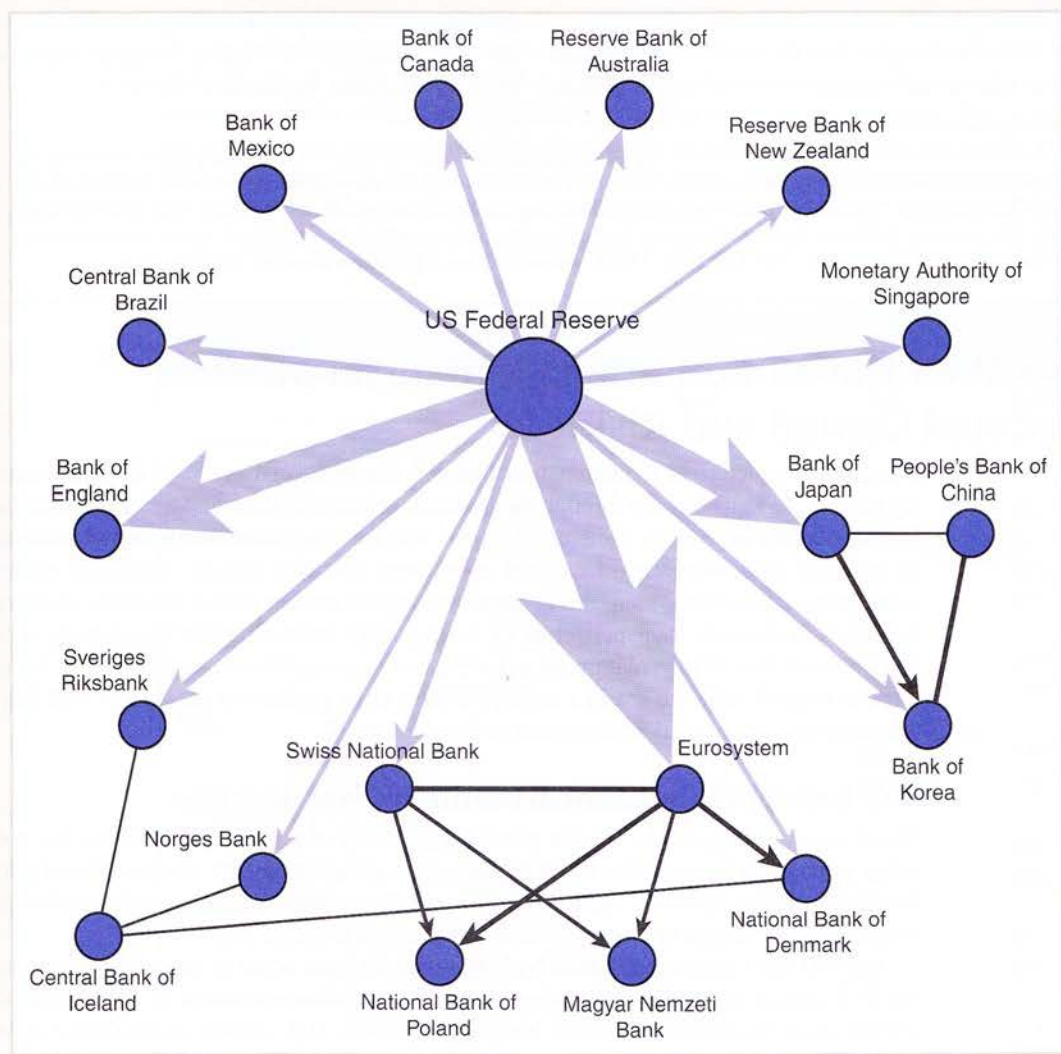 Bank of
Canada
Reserve Bank of
Australia
Bank of
Mexico
Reserve Bank of
New Zealand
Central Bank of
Brazil
Monetary Authority of
Singapore
US Federal Reserve
Bank of
England
Bank of
Japan
People's Bank of
China
Sveriges
Riksbank
Swiss National Bank
Eurosystem
Bank of
Korea
Norges Bank
National Bank of
Denmark
Central Bank of
Iceland
National Bank of
Poland
Magyar Nemzeti
Bank